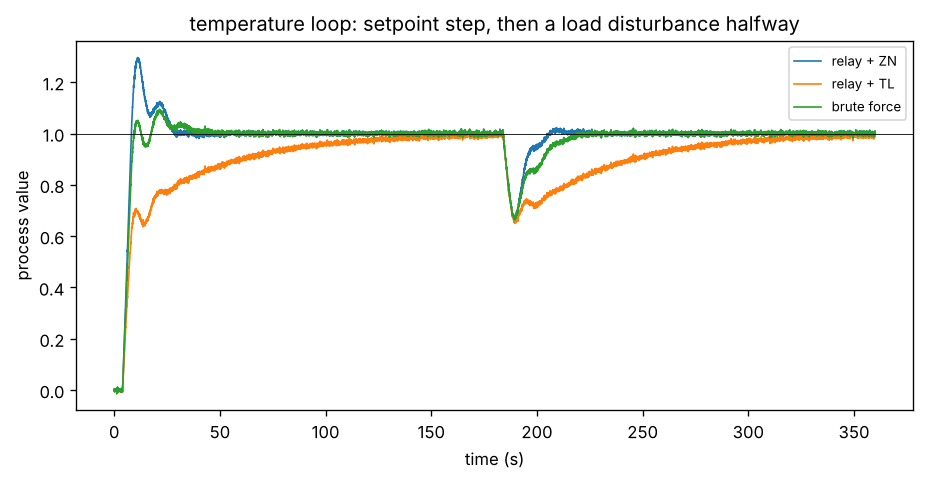 temperature loop: setpoint step, then a load disturbance halfway
relay + ZN
relay + TL
brute force
process value
1.2
1.0
0.8
0.6
0.4
0.2
0.0
0 50 100 150 200 250 300 350
time (s)